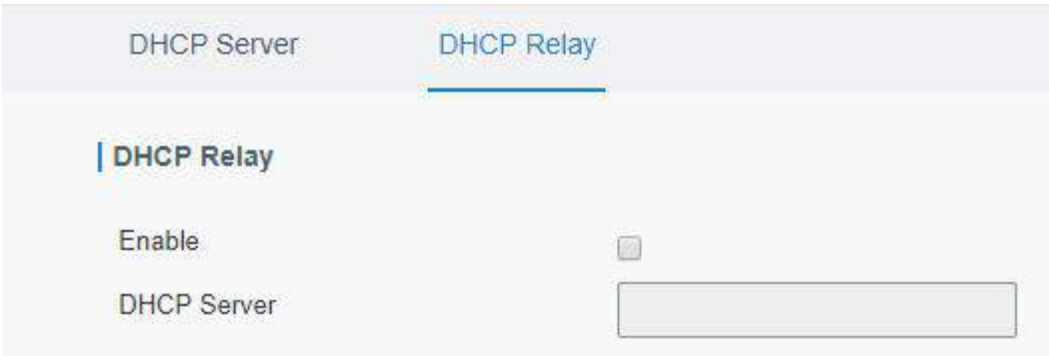 DHCP Server DHCP Relay
DHCP Relay
Enable
DHCP Server